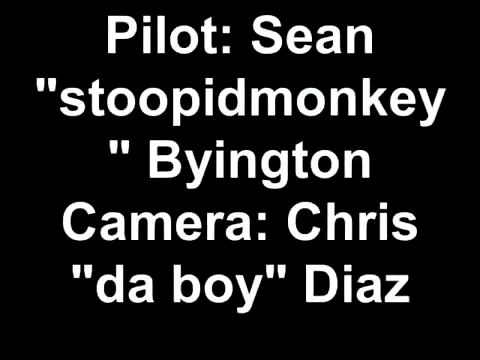 Pilot: Sean
"stoopidmonkey
" Byington
Camera: Chris
"da boy" Diaz